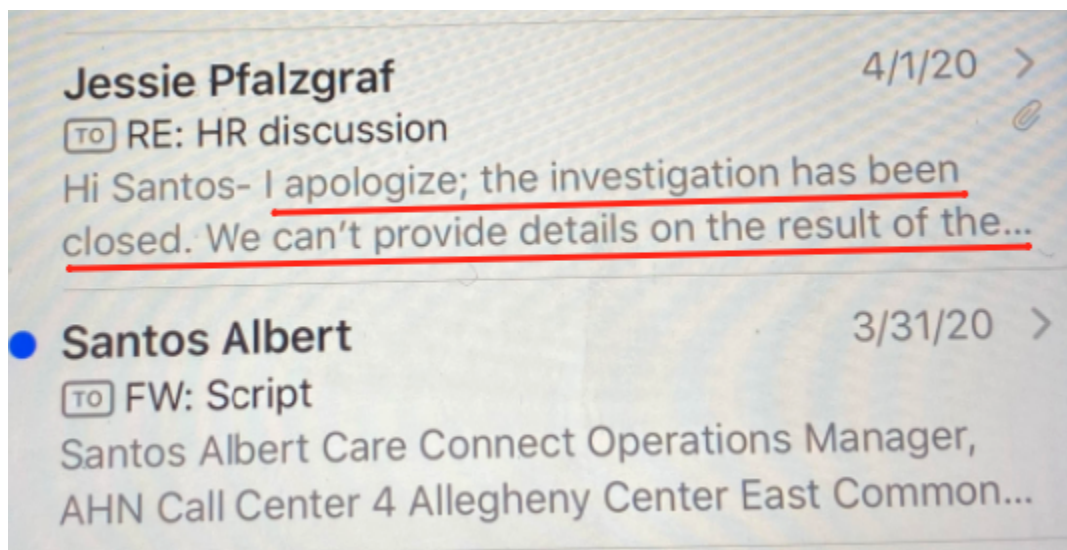 Jessie Pfalzgraf 4/1/20
TO RE: HR discussion
Hi Santos- I apologize; the investigation has been
closed. We can't provide details on the result of the...
Santos Albert 3/31/20
TO FW: Script
Santos Albert Care Connect Operations Manager,
AHN Call Center 4 Allegheny Center East Common...